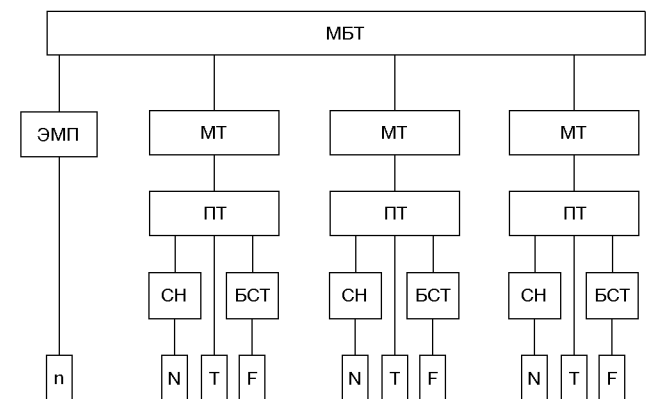 МБТ
ЭМП МТ МТ МТ
ПТ ПТ ПТ
СН БСТ СН БСТ СН БСТ
n N T F N T F N T F